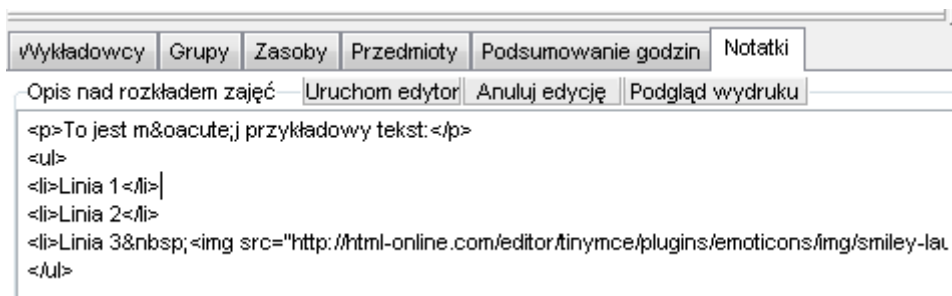 Wykładowcy Grupy Zasoby Przedmioty Podsumowanie godzin Notatki
Opis nad rozkładem zajęć Uruchom edytor Anuluj edycję Podgląd wydruku
<p>To jest m&oacute;j przykładowy tekst:</p>
<ul>
<li>Linia 1</li>
<li>Linia 2</li>
<li>Linia 3&nbsp;<img src="http://html-online.com/editor/tinymce/plugins/emoticons/img/smiley-lau
</ul>